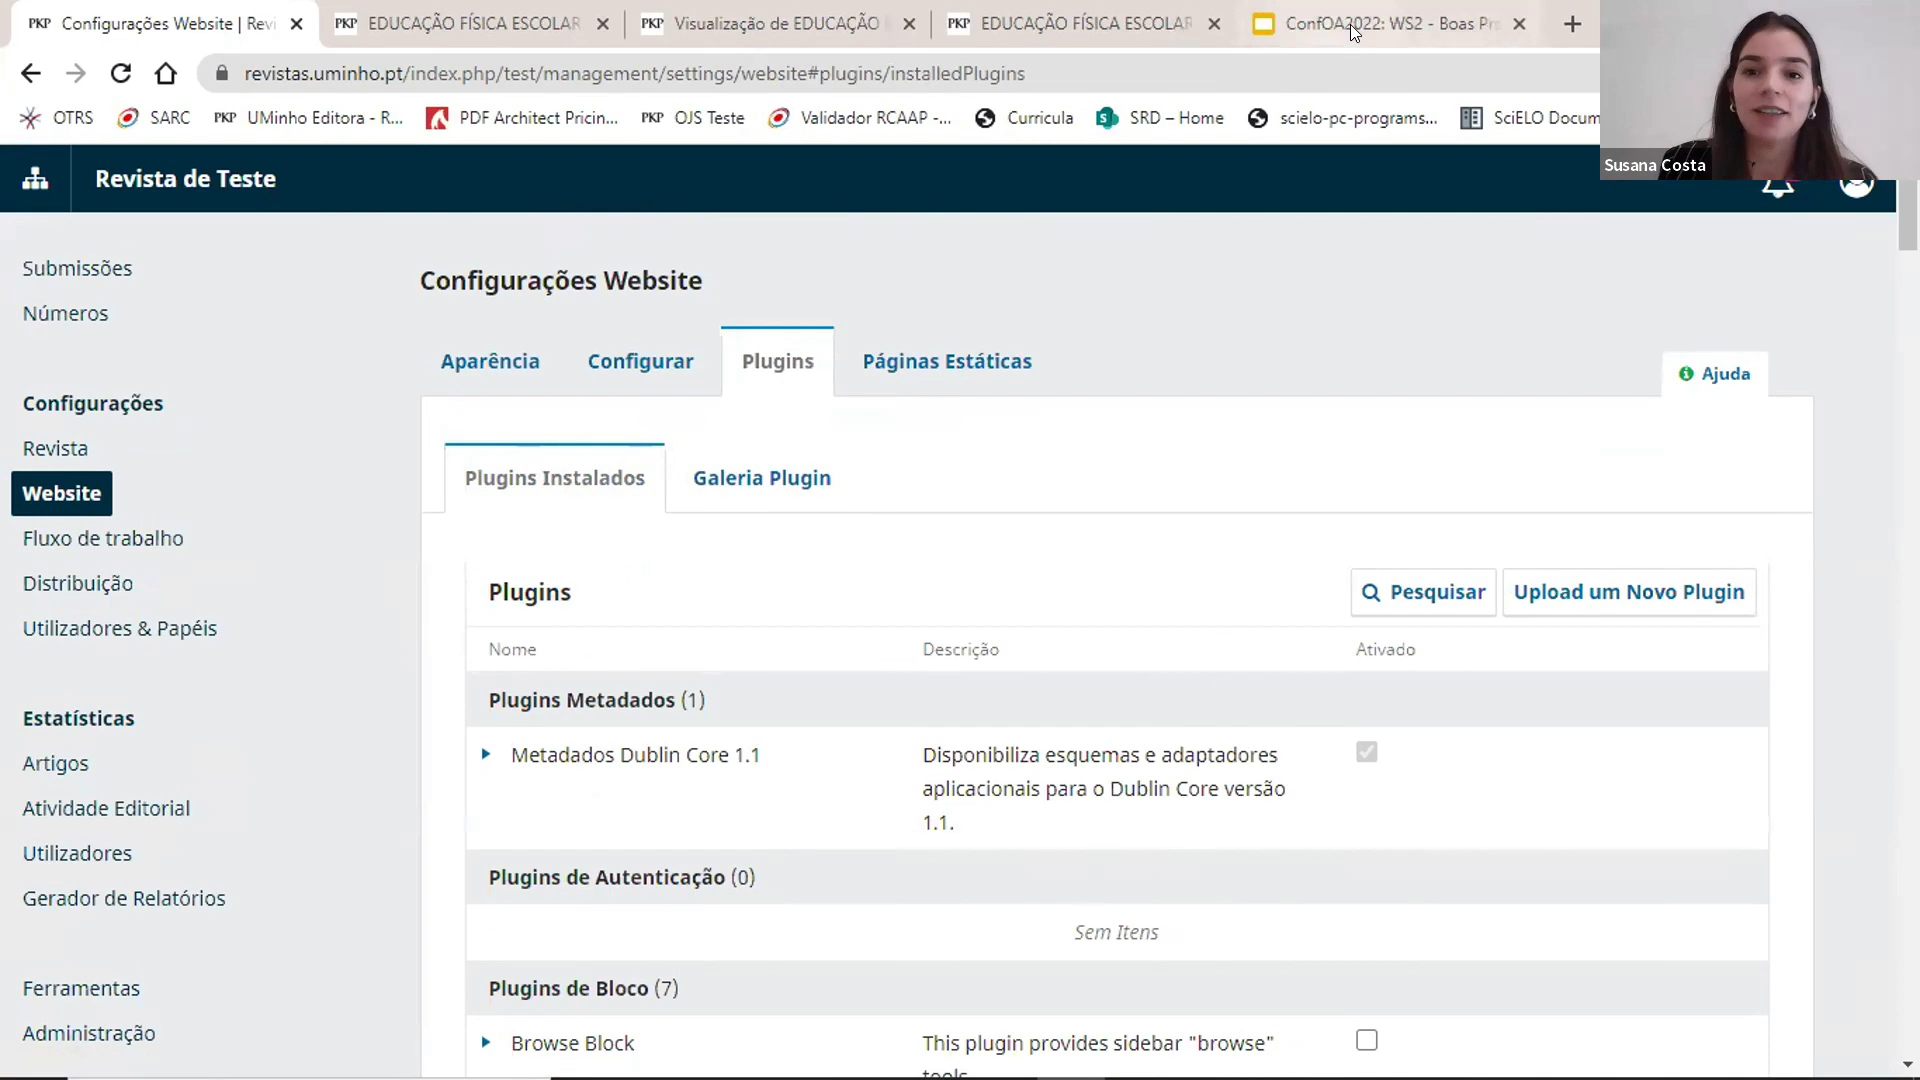 PKP Configurações Website | Revi
PKP EDUCAÇÃO FÍSICA ESCOLAR
PKP Visualização de EDUCAÇÃO
PKP EDUCAÇÃO FÍSICA ESCOLAR
ConfOA2022: WS2 - Boas Prá
revistas.uminho.pt/index.php/test/management/settings/website#plugins/installedPlugins
OTRS
SARC
PKP UMinho Editora - R...
PDF Architect Pricin...
PKP OJS Teste
Validador RCAAP -...
Curricula
SRD – Home
scielo-pc-programs...
SciELO Docum
Susana Costa
Revista de Teste
Submissões
Números
Configurações
Revista
Website
Fluxo de trabalho
Distribuição
Utilizadores & Papéis
Estatísticas
Artigos
Atividade Editorial
Utilizadores
Gerador de Relatórios
Ferramentas
Administração
Configurações Website
Aparência
Configurar
Plugins
Páginas Estáticas
Ajuda
Plugins Instalados
Galeria Plugin
Plugins
Pesquisar
Upload um Novo Plugin
Nome
Descrição
Ativado
Plugins Metadados (1)
Metadados Dublin Core 1.1
Disponibiliza esquemas e adaptadores
aplicacionais para o Dublin Core versão
1.1.
Plugins de Autenticação (0)
Sem Itens
Plugins de Bloco (7)
Browse Block
This plugin provides sidebar "browse"
tools.